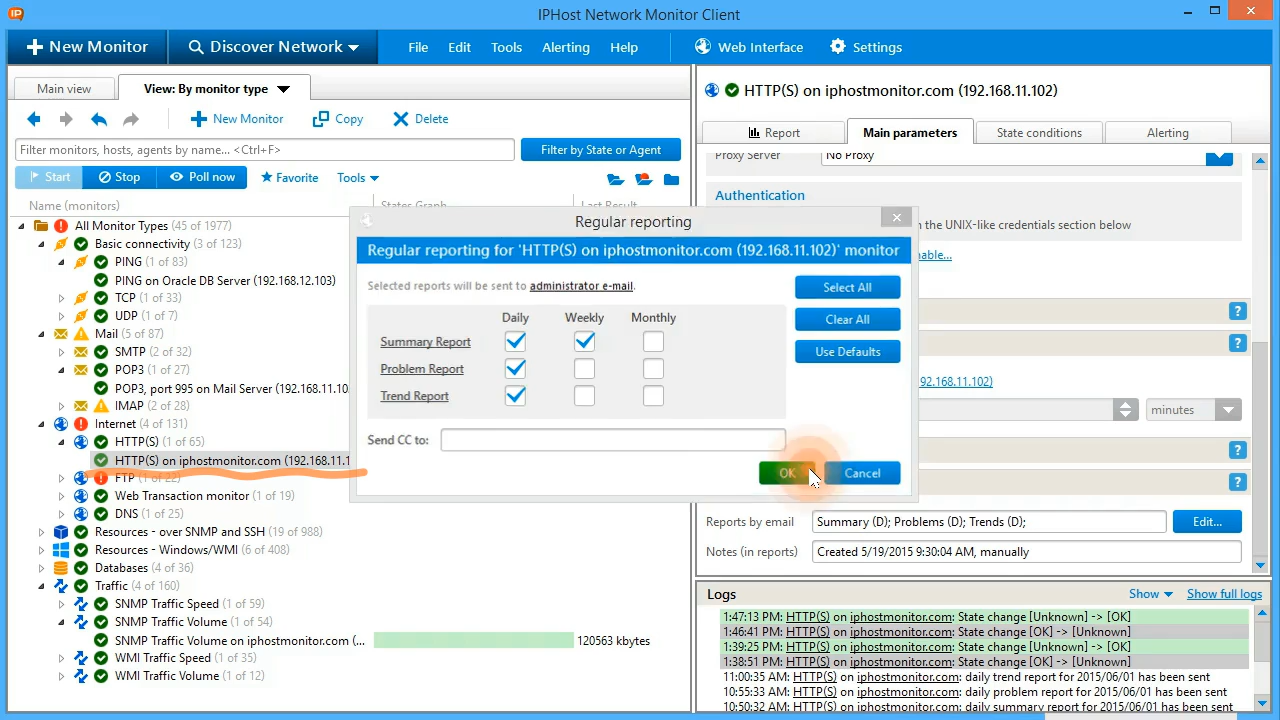 IP
IPHost Network Monitor Client
New Monitor
Discover Network
File Edit Tools Alerting Help
Web Interface
Settings
Main view
View: By monitor type
New Monitor
Copy
Delete
Filter monitors, hosts, agents by name... <Ctrl+F>
Filter by State or Agent
Start
Stop
Poll now
Favorite
Tools
Name (monitors)
States Graph
Last Result
All Monitor Types (45 of 1977)
Basic connectivity (3 of 123)
PING (1 of 83)
PING on Oracle DB Server (192.168.12.103)
TCP (1 of 33)
UDP (1 of 7)
Mail (5 of 87)
SMTP (2 of 32)
POP3 (1 of 27)
POP3, port 995 on Mail Server (192.168.11.10
IMAP (2 of 28)
Internet (4 of 131)
HTTP(S) (1 of 65)
HTTP(S) on iphostmonitor.com (192.168.11.1
FTP (1 of 22)
Web Transaction monitor (1 of 19)
DNS (1 of 25)
Resources - over SNMP and SSH (19 of 988)
Resources - Windows/WMI (6 of 408)
Databases (4 of 36)
Traffic (4 of 160)
SNMP Traffic Speed (1 of 59)
SNMP Traffic Volume (1 of 54)
SNMP Traffic Volume on iphostmonitor.com (... 120563 kbytes
WMI Traffic Speed (1 of 35)
WMI Traffic Volume (1 of 12)
Regular reporting
Regular reporting for 'HTTP(S) on iphostmonitor.com (192.168.11.102)' monitor
Selected reports will be sent to administrator e-mail.
Daily Weekly Monthly
Summary Report
Problem Report
Trend Report
Send CC to:
Select All
Clear All
Use Defaults
OK
Cancel
HTTP(S) on iphostmonitor.com (192.168.11.102)
Report
Main parameters
State conditions
Alerting
Proxy Server No Proxy
Authentication
n the UNIX-like credentials section below
nable...
92.168.11.102)
minutes
Reports by email Summary (D); Problems (D); Trends (D); Edit...
Notes (in reports) Created 5/19/2015 9:30:04 AM, manually
Logs
Show
Show full logs
1:47:13 PM: HTTP(S) on iphostmonitor.com: State change [Unknown] -> [OK]
1:46:41 PM: HTTP(S) on iphostmonitor.com: State change [OK] -> [Unknown]
1:39:25 PM: HTTP(S) on iphostmonitor.com: State change [Unknown] -> [OK]
1:38:51 PM: HTTP(S) on iphostmonitor.com: State change [OK] -> [Unknown]
11:00:35 AM: HTTP(S) on iphostmonitor.com: daily trend report for 2015/06/01 has been sent
10:55:33 AM: HTTP(S) on iphostmonitor.com: daily problem report for 2015/06/01 has been sent
10:50:32 AM: HTTP(S) on iphostmonitor.com: daily summary report for 2015/06/01 has been sent